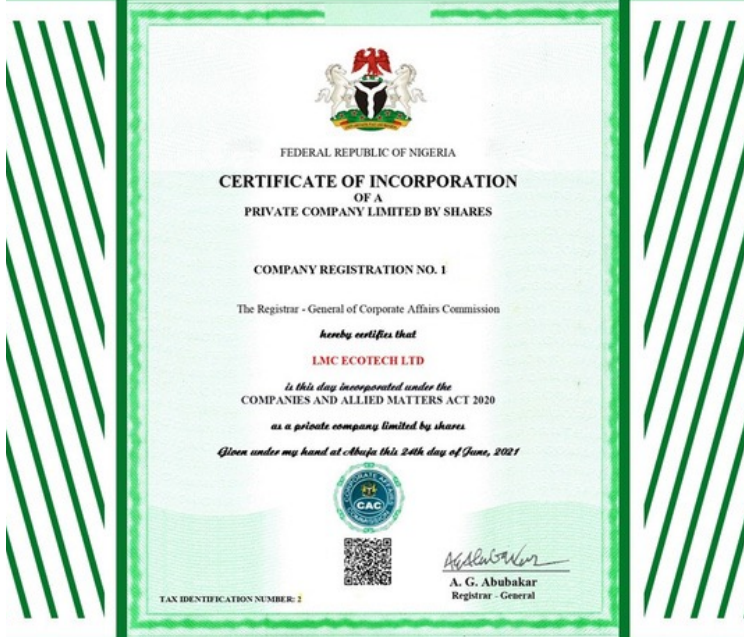 FEDERAL REPUBLIC OF NIGERIA
CERTIFICATE OF INCORPORATION
OF A
PRIVATE COMPANY LIMITED BY SHARES
COMPANY REGISTRATION NO. 1
The Registrar - General of Corporate Affairs Commission
hereby certifies that
LMC ECOTECH LTD
is this day incorporated under the
COMPANIES AND ALLIED MATTERS ACT 2020
as a private company limited by shares
Given under my hand at Abuja this 24th day of June, 2021
CORPORATE AFFAIRS
CAC
COMMISSION
A. G. Abubakar
Registrar - General
TAX IDENTIFICATION NUMBER: 2